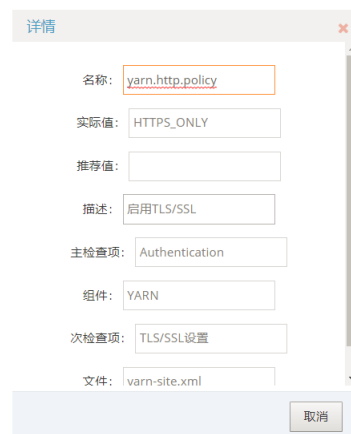 详情
×
名称： yarn.http.policy
实际值： HTTPS_ONLY
推荐值：
描述： 启用TLS/SSL
主检查项： Authentication
组件： YARN
次检查项： TLS/SSL设置
文件： yarn-site.xml
取消